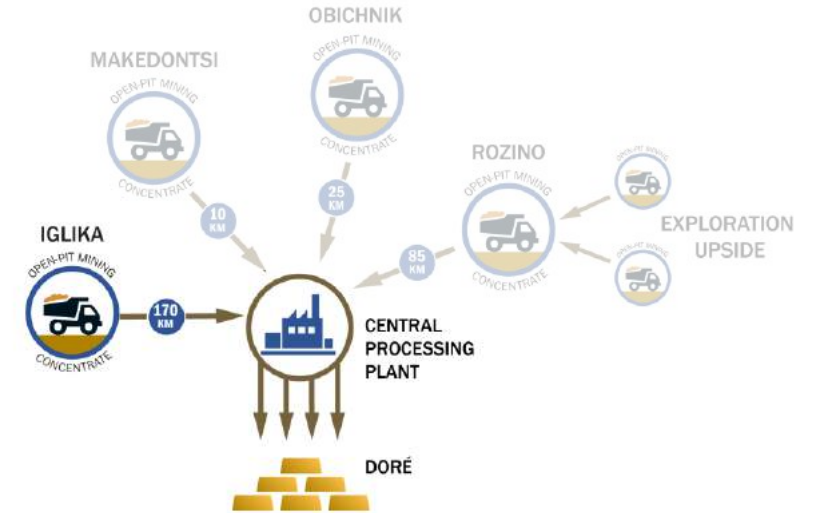 OBICHNIK
OPEN-PIT MINING
CONCENTRATE
MAKEDONTSI
OPEN-PIT MINING
CONCENTRATE
ROZINO
OPEN-PIT MINING
CONCENTRATE
OPEN-PIT MINING
CONCENTRATE
OPEN-PIT MINING
CONCENTRATE
EXPLORATION
UPSIDE
10
KM
25
KM
85
KM
IGLIKA
OPEN-PIT MINING
CONCENTRATE
170
KM
CENTRAL
PROCESSING
PLANT
DORÉ